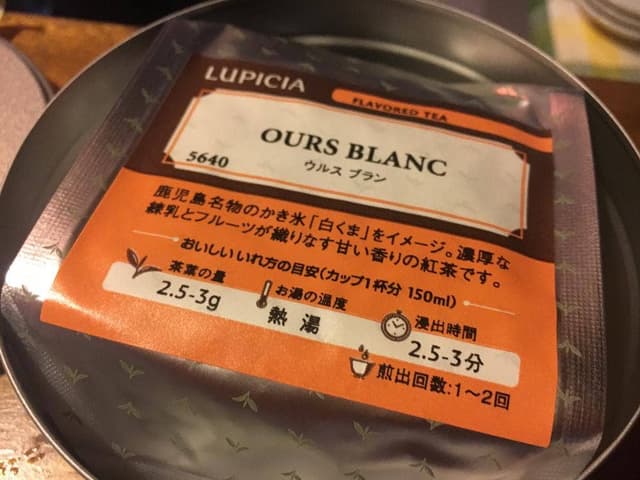 LUPICIA
FLAVORED TEA
OURS BLANC
5640
ウルス ブラン
鹿児島名物のかき氷「白くま」をイメージ。濃厚な
練乳とフルーツが織りなす甘い香りの紅茶です。
おいしいいれ方の目安(カップ1杯分 150ml)
茶葉の量
2.5-3g
お湯の温度
熱湯
浸出時間
2.5-3分
煎出回数:1〜2回